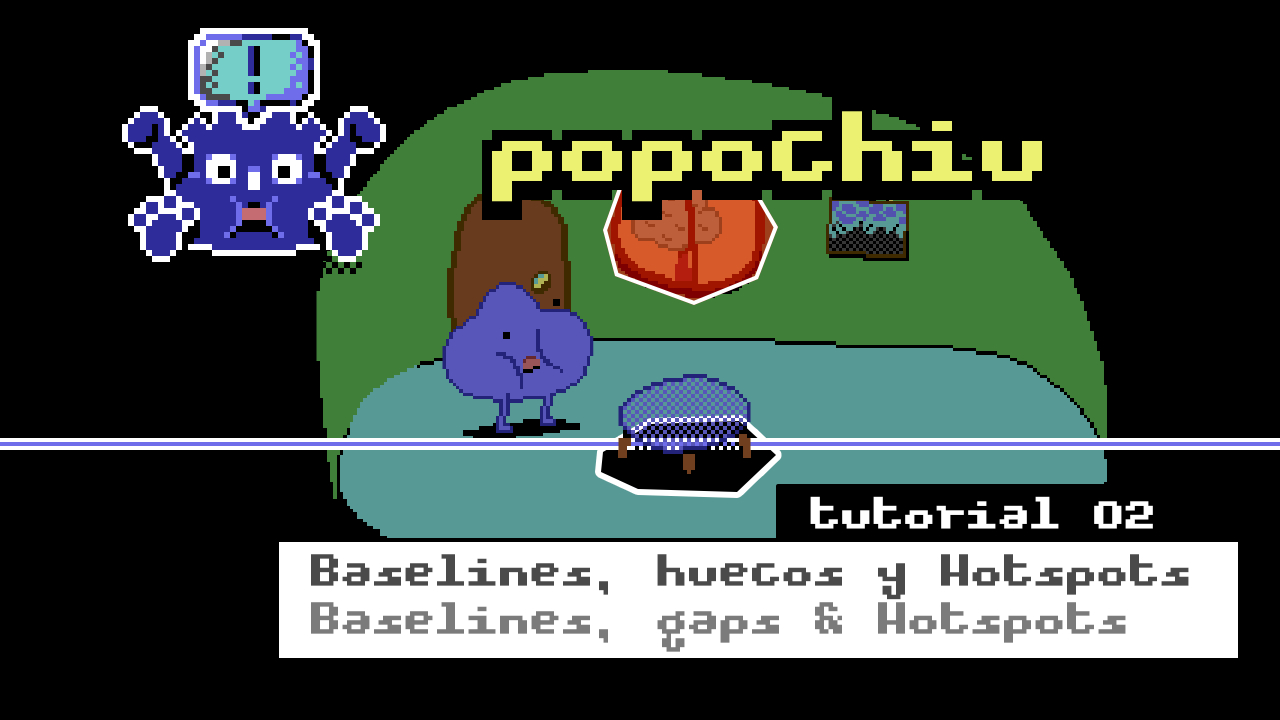 !
popochiu
tutorial 02
Baselines, huecos y Hotspots
Baselines, gaps & Hotspots